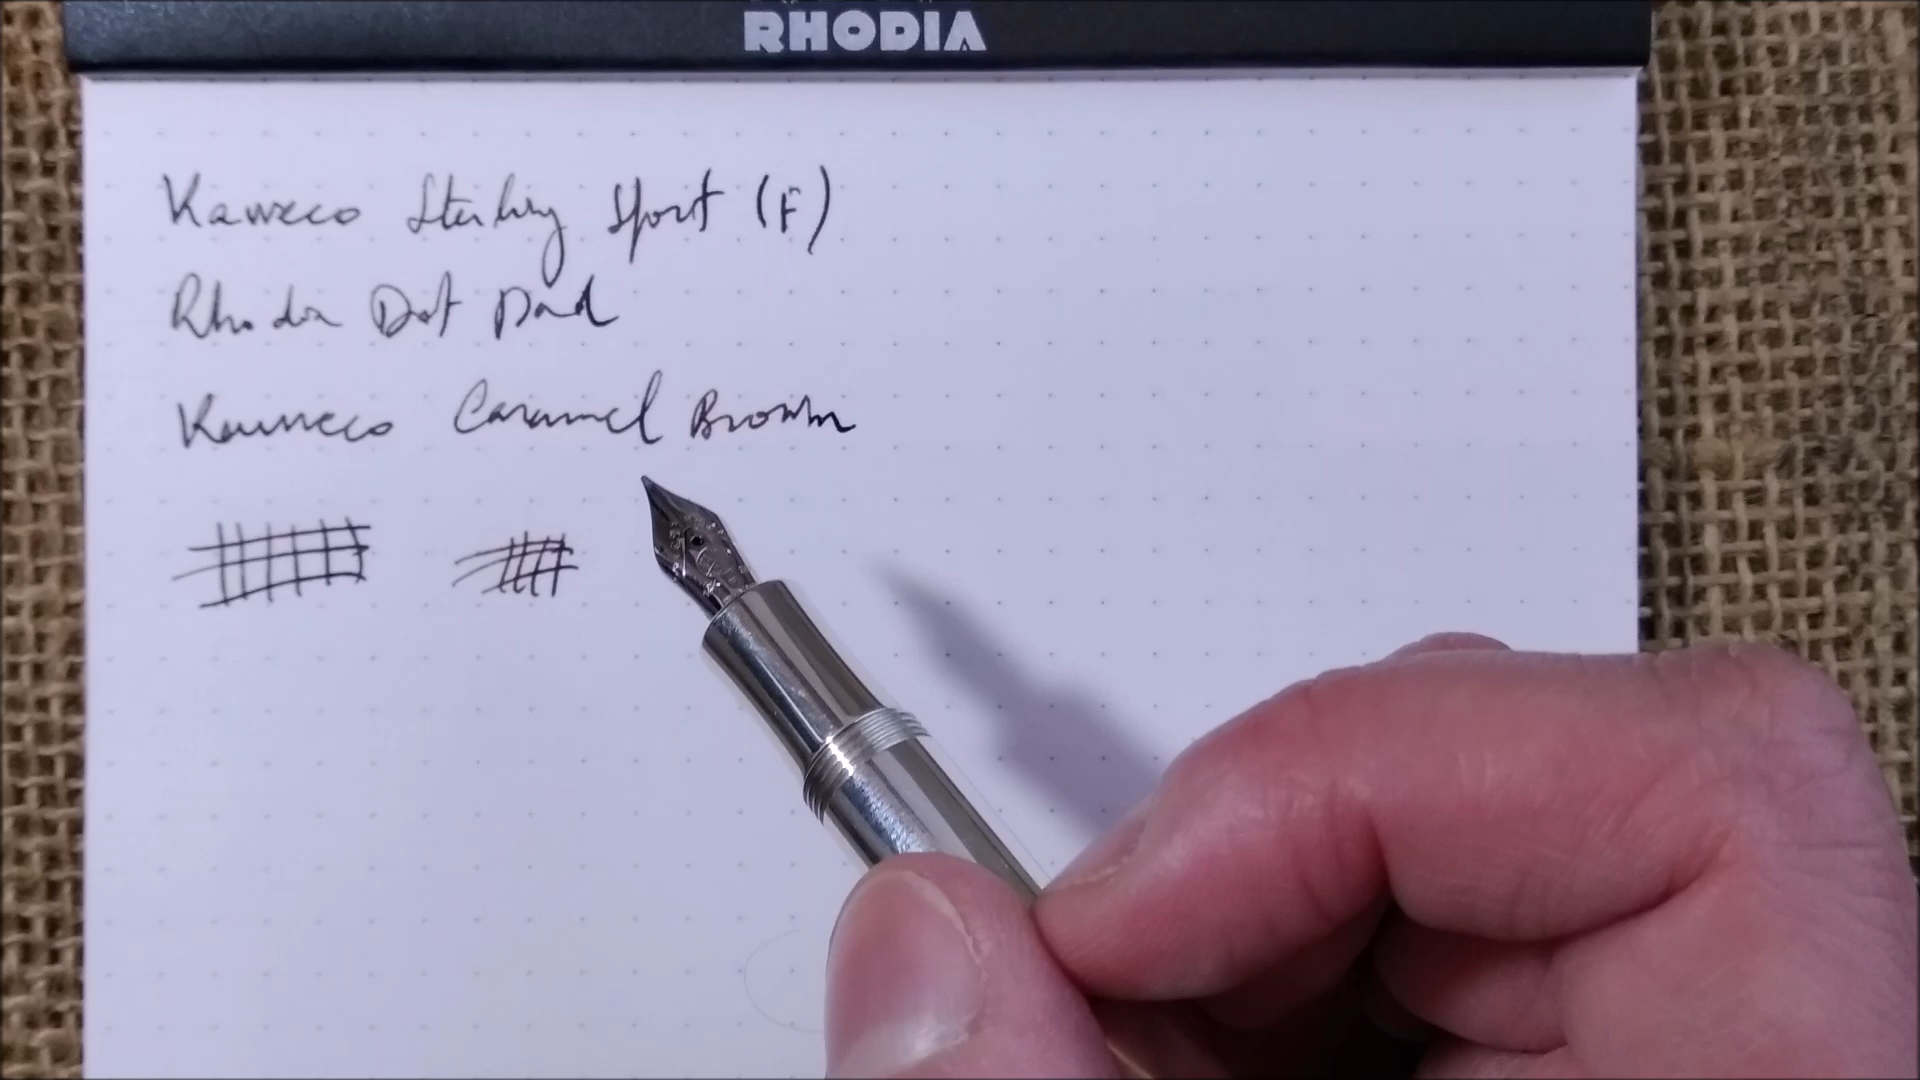 RHODIA
Kaweco Sterling Sport (F)
Rhodia Dot Pad
Kaweco Caramel Brown